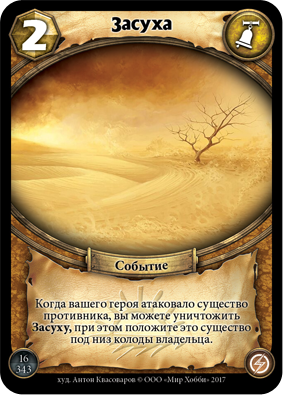 2
Засуха
Событие
Когда вашего героя атаковало существо
противника, вы можете уничтожить
Засуху, при этом положите это существо
под низ колоды владельца.
16
343
худ. Антон Квасоваров © ООО «Мир Хобби» 2017